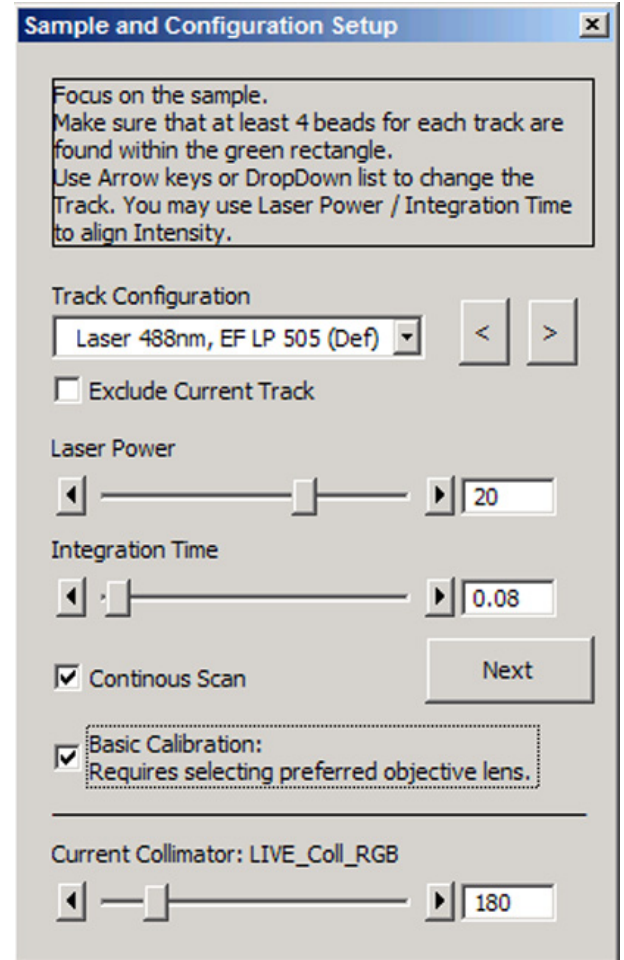 Sample and Configuration Setup
Focus on the sample.
Make sure that at least 4 beads for each track are
found within the green rectangle.
Use Arrow keys or DropDown list to change the
Track. You may use Laser Power / Integration Time
to align Intensity.
Track Configuration
Laser 488nm, EF LP 505 (Def)
< >
Exclude Current Track
Laser Power
20
Integration Time
0.08
Continous Scan
Next
Basic Calibration:
Requires selecting preferred objective lens.
Current Collimator: LIVE_Coll_RGB
180